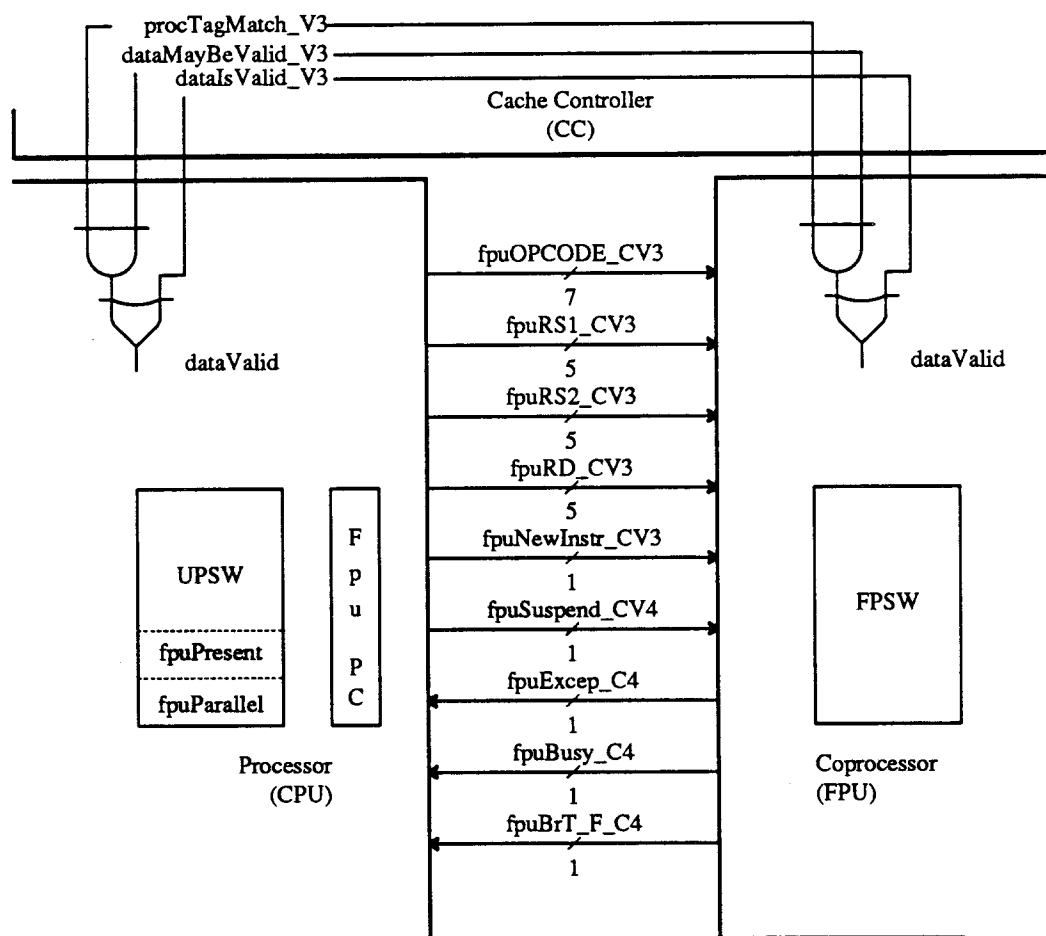 procTagMatch_V3
dataMayBeValid_V3
dataIsValid_V3
Cache Controller
(CC)
fpuOPCODE_CV3
7
fpuRS1_CV3
5
dataValid
dataValid
fpuRS2_CV3
5
fpuRD_CV3
5
fpuNewInstr_CV3
1
fpuSuspend_CV4
1
fpuExcep_C4
1
fpuBusy_C4
1
fpuBrT_F_C4
1
UPSW
fpuPresent
fpuParallel
F
p
u
P
C
Processor
(CPU)
FPSW
Coprocessor
(FPU)